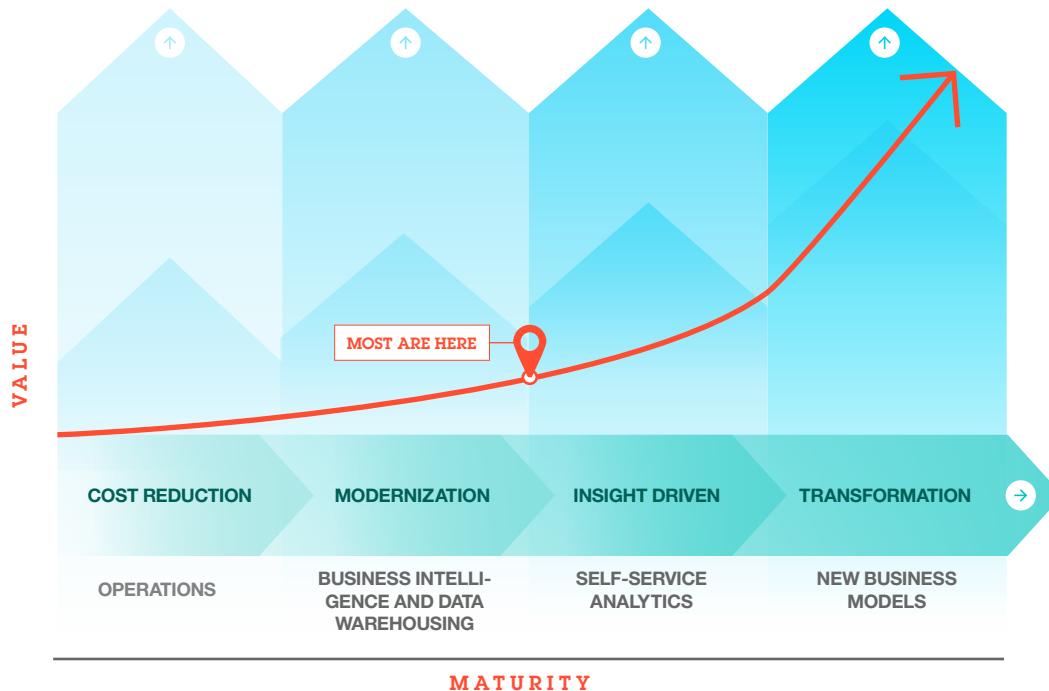 VALUE
MOST ARE HERE
COST REDUCTION
MODERNIZATION
INSIGHT DRIVEN
TRANSFORMATION
OPERATIONS
BUSINESS INTELLI-
GENCE AND DATA
WAREHOUSING
SELF-SERVICE
ANALYTICS
NEW BUSINESS
MODELS
MATURITY